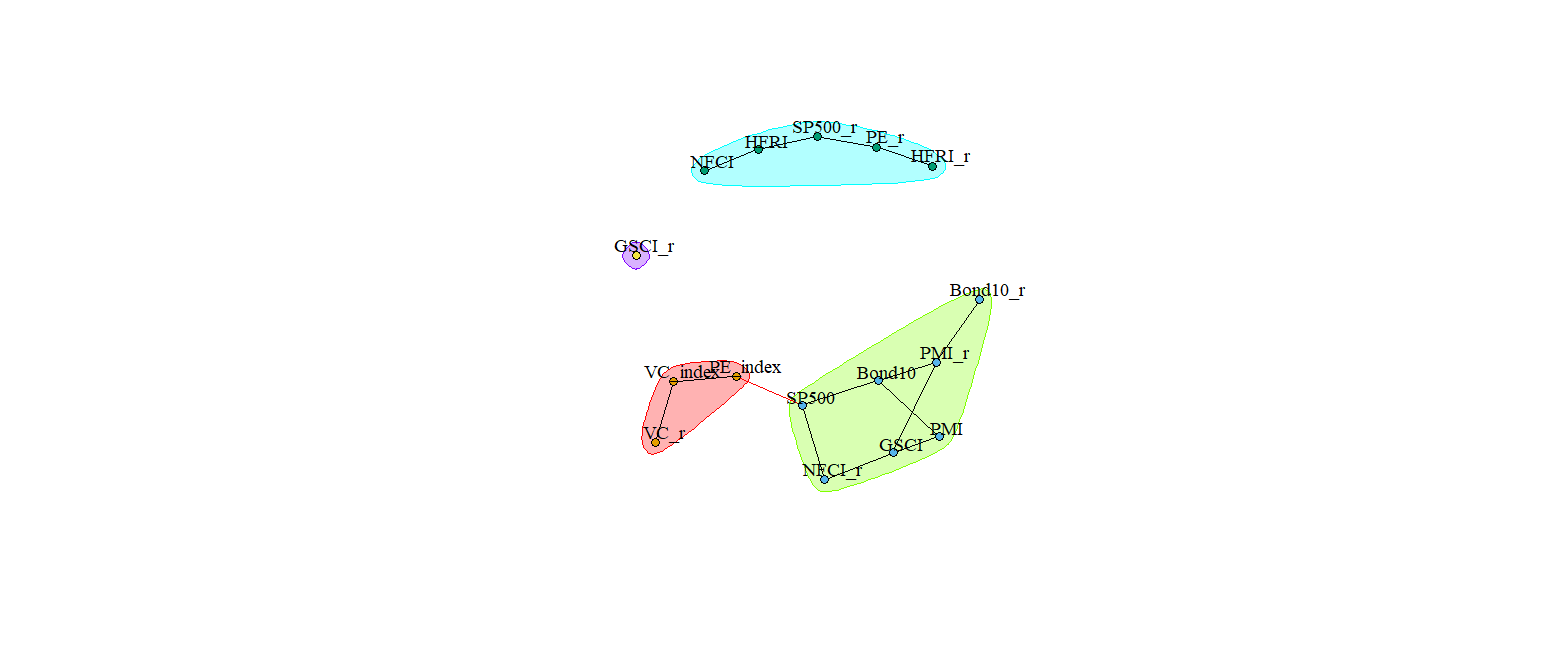 SP500_r
HFRI
PE_r
NFCI
HFRI_r
GSCI_r
Bond10_r
PMI_r
VC_index
PE_index
Bond10
SP500
VC_r
PMI
GSCI
NFCI_r